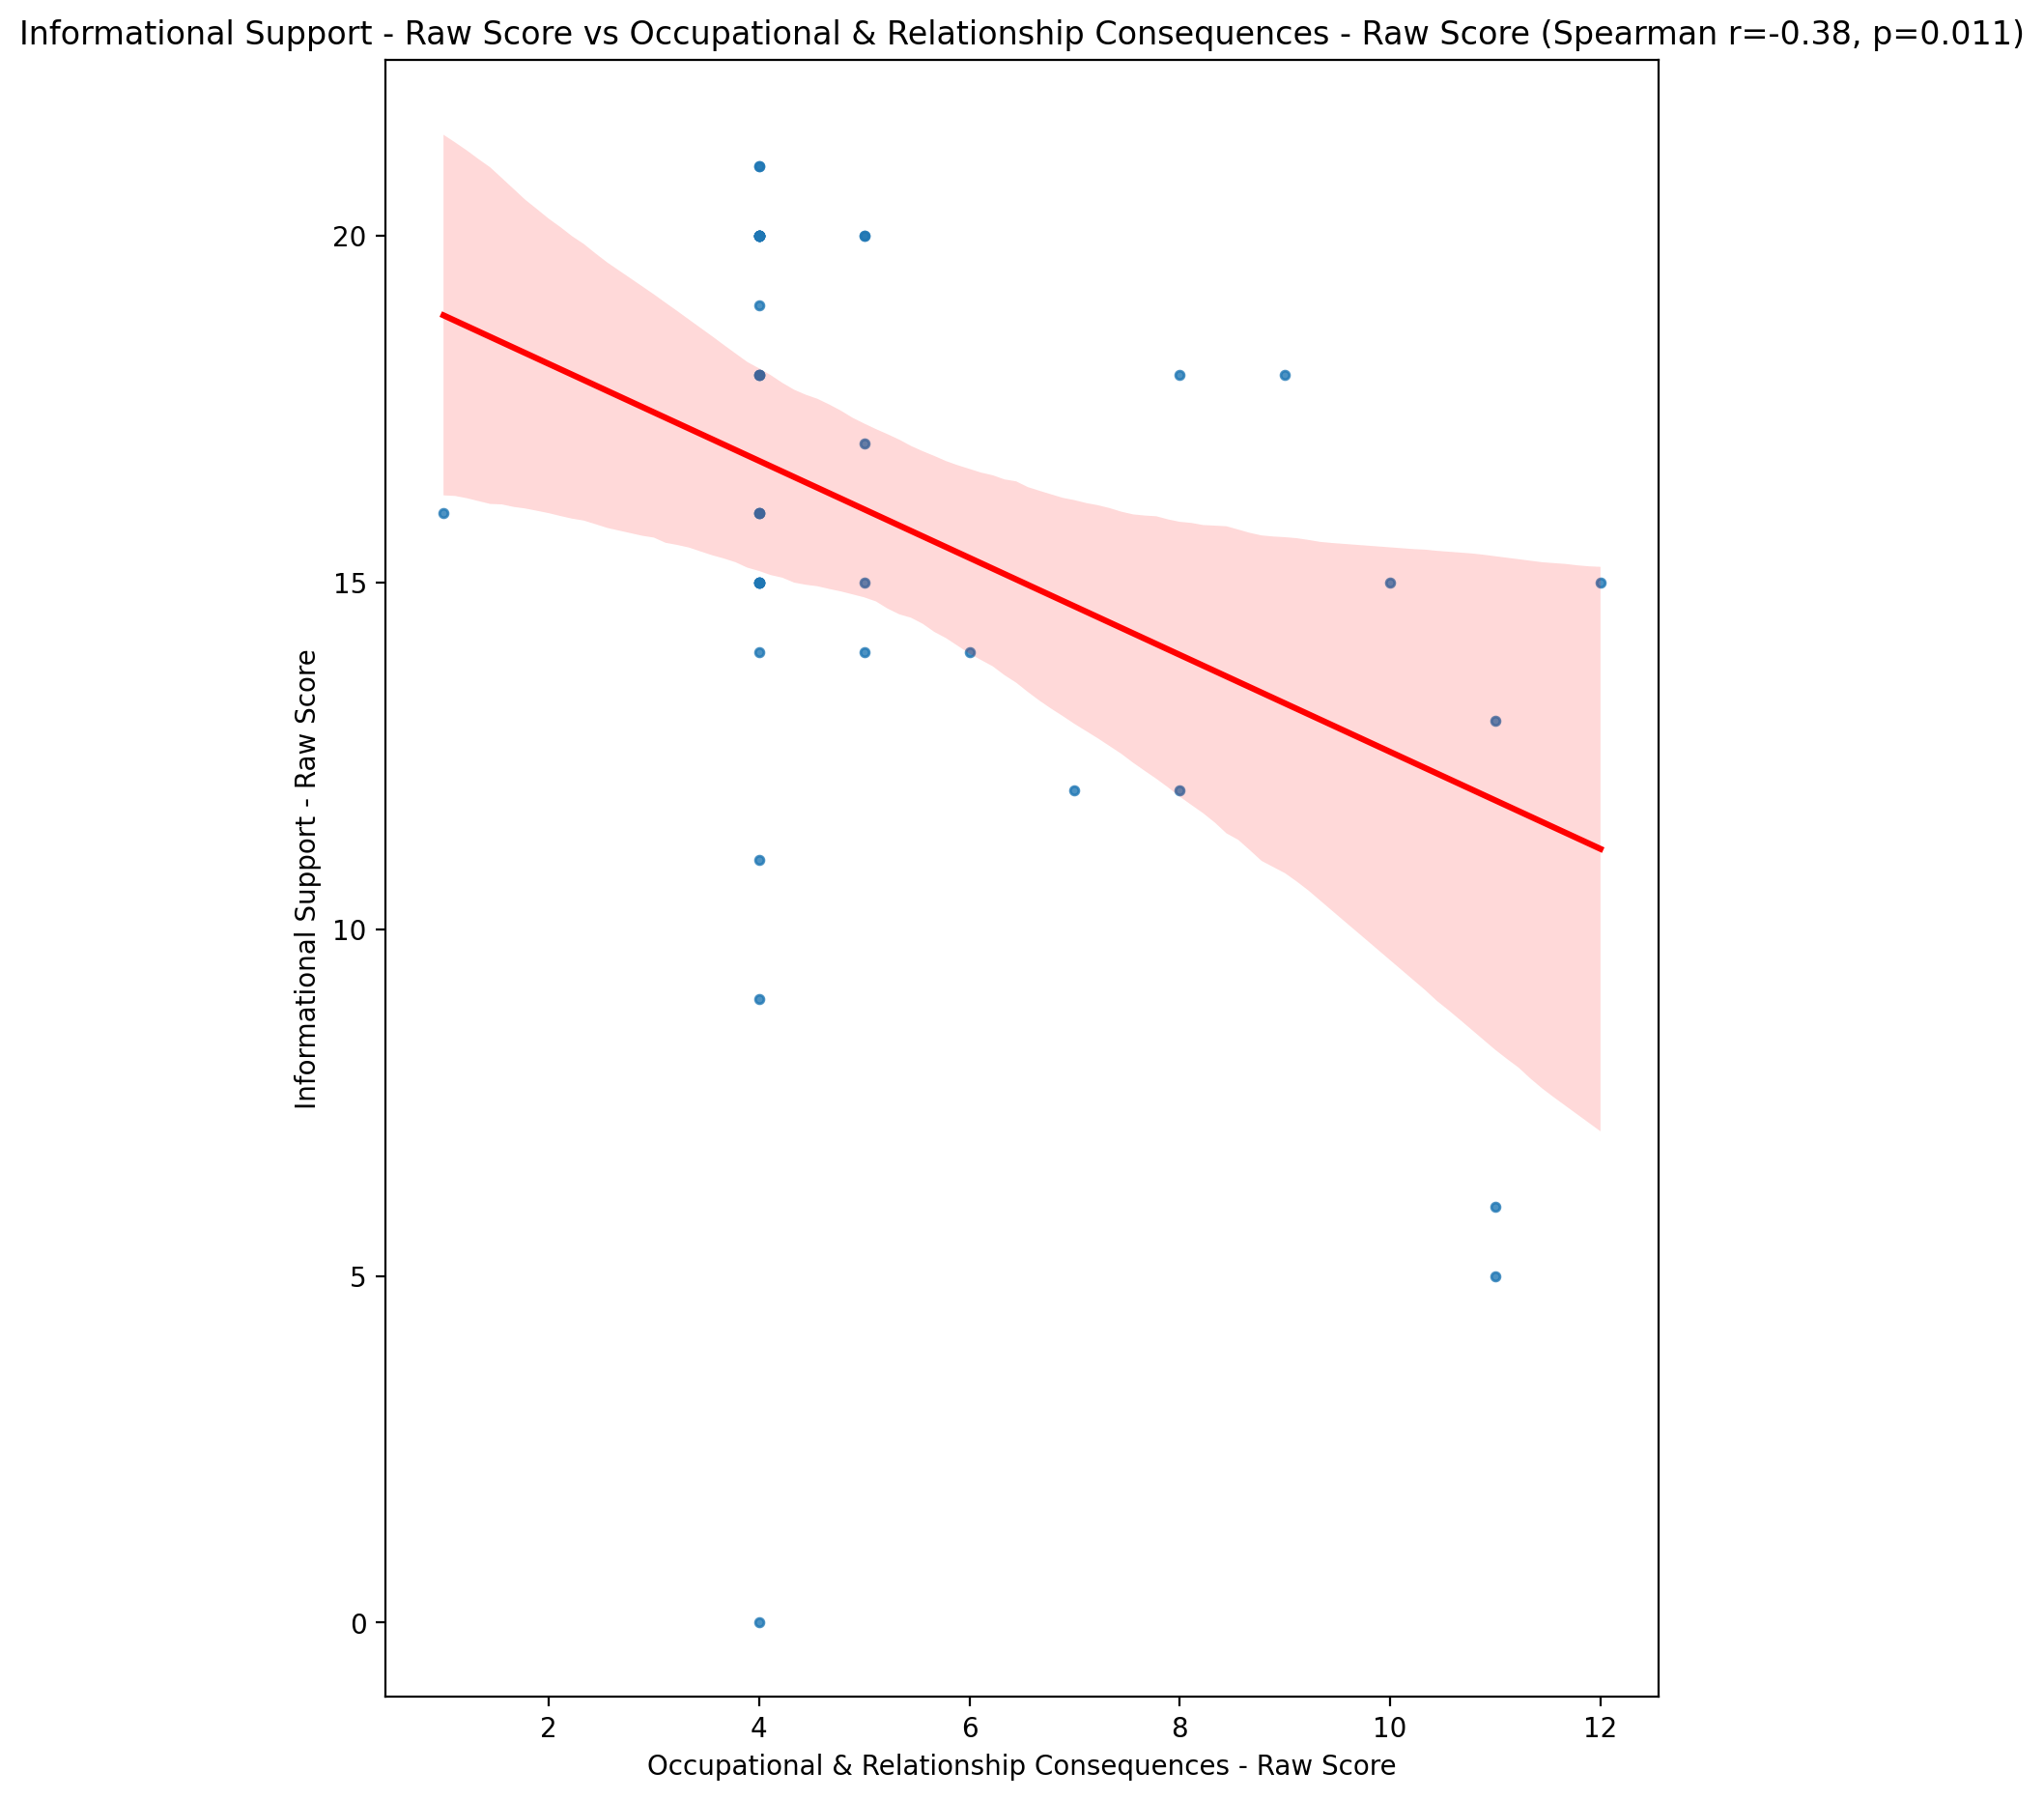 Informational Support - Raw Score vs Occupational & Relationship Consequences - Raw Score (Spearman r=-0.38, p=0.011)
Informational Support - Raw Score
20
15
10
5
0
2 4 6 8 10 12
Occupational & Relationship Consequences - Raw Score